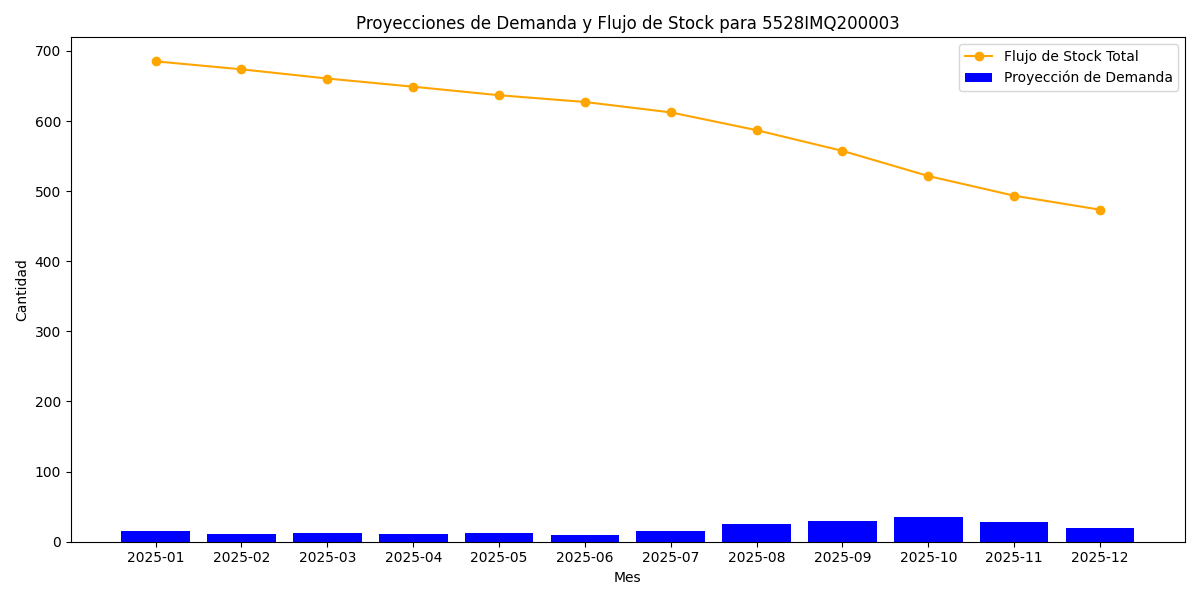 Proyecciones de Demanda y Flujo de Stock para 5528IMQ200003
Flujo de Stock Total
Proyección de Demanda
Cantidad
700
600
500
400
300
200
100
0
2025-01 2025-02 2025-03 2025-04 2025-05 2025-06 2025-07 2025-08 2025-09 2025-10 2025-11 2025-12
Mes